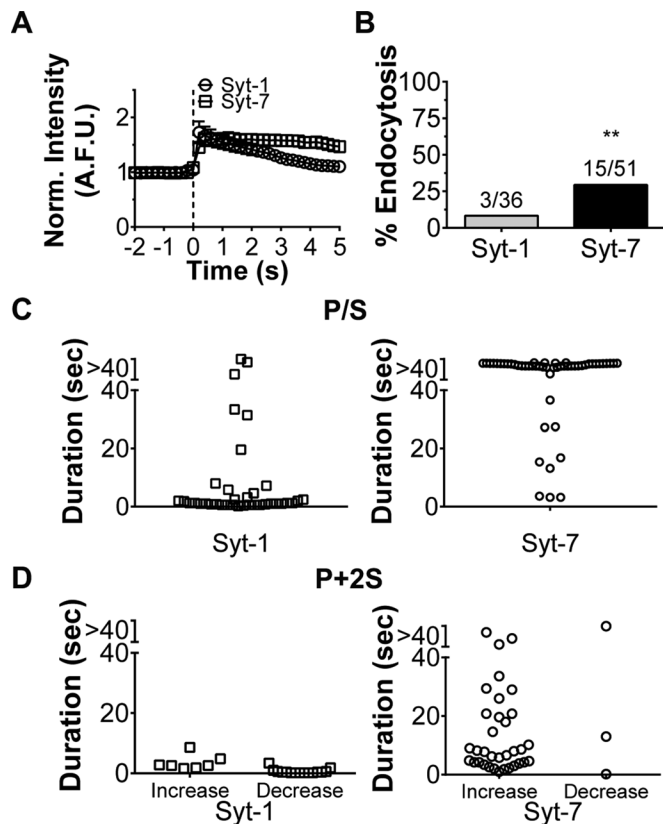 A
Syt-1
Syt-7
Norm. Intensity
(A.F.U.)
2
1
0
-2 -1 0 1 2 3 4 5
Time (s)
B
% Endocytosis
100
75
50
25
0
**
3/36
15/51
Syt-1 Syt-7
C
P/S
Duration (sec)
>40
40
20
0
Syt-1
Duration (sec)
>40
40
20
0
Syt-7
D
P+2S
Duration (sec)
>40
40
20
0
Increase Decrease
Syt-1
Duration (sec)
>40
40
20
0
Increase Decrease
Syt-7